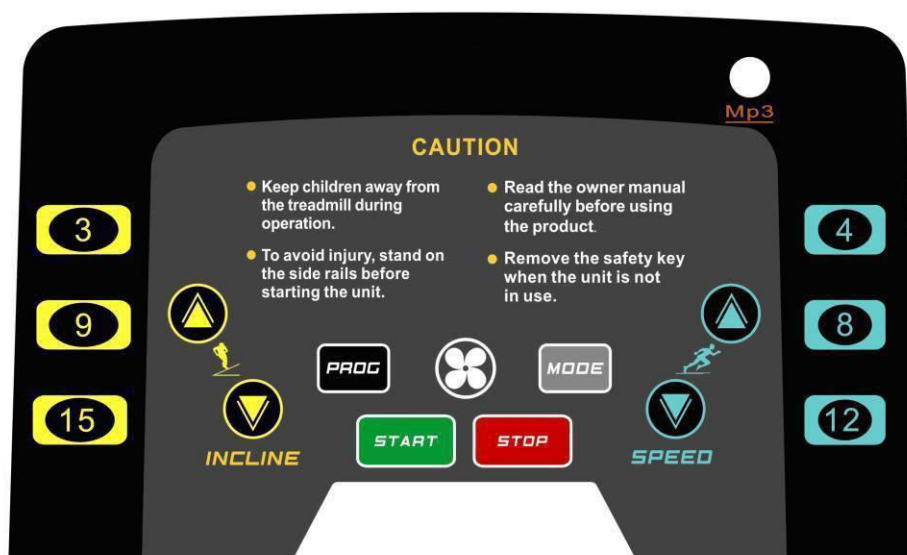 Mp3
CAUTION
Keep children away from
the treadmill during
operation.
To avoid injury, stand on
the side rails before
starting the unit.
Read the owner manual
carefully before using
the product.
Remove the safety key
when the unit is not
in use.
3
9
15
4
8
12
PROG
MODE
START
STOP
INCLINE
SPEED